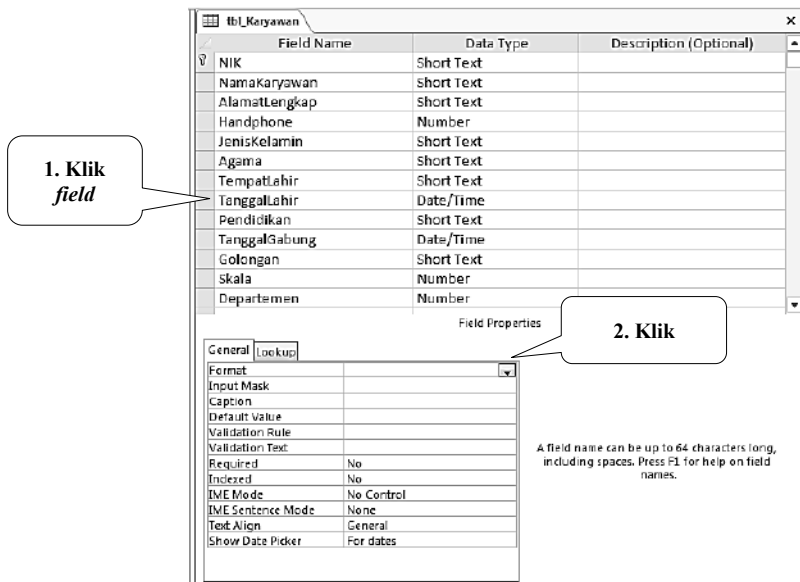 tbl_Karyawan
Field Name Data Type Description (Optional)
NIK Short Text
NamaKaryawan Short Text
AlamatLengkap Short Text
Handphone Number
JenisKelamin Short Text
Agama Short Text
TempatLahir Short Text
TanggalLahir Date/Time
Pendidikan Short Text
TanggalGabung Date/Time
Golongan Short Text
Skala Number
Departemen Number
1. Klik
field
Field Properties
2. Klik
General Lookup
Format
Input Mask
Caption
Default Value
Validation Rule
Validation Text
Required No
Indexed No
IME Mode No Control
IME Sentence Mode None
Text Align General
Show Date Picker For dates
A field name can be up to 64 characters long,
including spaces. Press F1 for help on field
names.